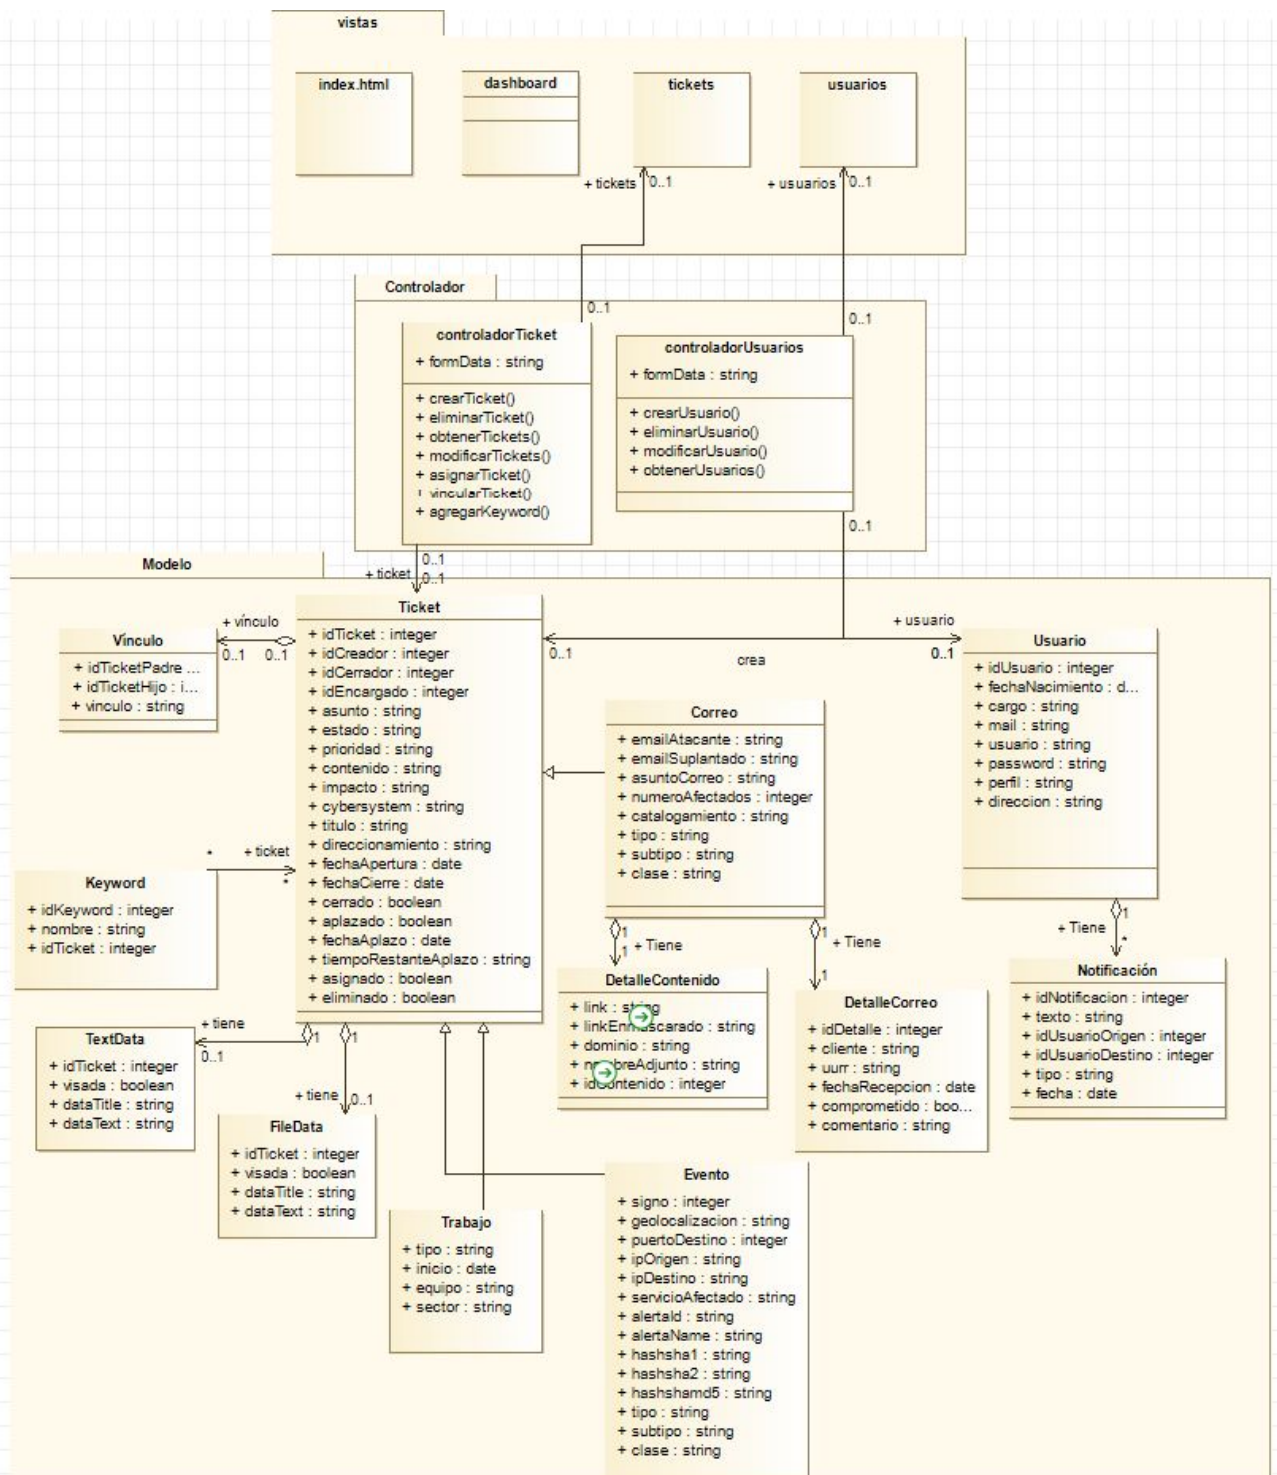 vistas
index.html
dashboard
tickets
usuarios
+ tickets
0..1
+ usuarios
0..1
Controlador
0..1
0..1
controladorTicket
+ formData : string
+ crearTicket()
+ eliminarTicket()
+ obtenerTickets()
+ modificarTickets()
+ asignarTicket()
+ vincularTicket()
+ agregarKeyword()
controladorUsuarios
+ formData : string
+ crearUsuario()
+ eliminarUsuario()
+ modificarUsuario()
+ obtenerUsuarios()
0..1
0..1
+ ticket
0..1
Modelo
Vínculo
+ idTicketPadre ...
+ idTicketHijo : i...
+ vinculo : string
+ vínculo
0..1
0..1
Ticket
+ idTicket : integer
+ idCreador : integer
+ idCerrador : integer
+ idEncargado : integer
+ asunto : string
+ estado : string
+ prioridad : string
+ contenido : string
+ impacto : string
+ cybersystem : string
+ titulo : string
+ direccionamiento : string
+ fechaApertura : date
+ fechaCierre : date
+ cerrado : boolean
+ aplazado : boolean
+ fechaAplazo : date
+ tiempoRestanteAplazo : string
+ asignado : boolean
+ eliminado : boolean
0..1
crea
+ usuario
0..1
Usuario
+ idUsuario : integer
+ fechaNacimiento : d...
+ cargo : string
+ mail : string
+ usuario : string
+ password : string
+ perfil : string
+ direccion : string
Correo
+ emailAtacante : string
+ emailSuplantado : string
+ asuntoCorreo : string
+ numeroAfectados : integer
+ catalogamiento : string
+ tipo : string
+ subtipo : string
+ clase : string
*
+ ticket
*
Keyword
+ idKeyword : integer
+ nombre : string
+ idTicket : integer
1
1
+ Tiene
1
+ Tiene
1
1
+ Tiene
*
DetalleContenido
+ link : string
+ linkEnmascarado : string
+ dominio : string
+ nombreAdjunto : string
+ idContenido : integer
DetalleCorreo
+ idDetalle : integer
+ cliente : string
+ uurr : string
+ fechaRecepcion : date
+ comprometido : boo...
+ comentario : string
Notificación
+ idNotificacion : integer
+ texto : string
+ idUsuarioOrigen : integer
+ idUsuarioDestino : integer
+ tipo : string
+ fecha : date
+ tiene
1
0..1
TextData
+ idTicket : integer
+ visada : boolean
+ dataTitle : string
+ dataText : string
1
+ tiene
0..1
FileData
+ idTicket : integer
+ visada : boolean
+ dataTitle : string
+ dataText : string
Trabajo
+ tipo : string
+ inicio : date
+ equipo : string
+ sector : string
Evento
+ signo : integer
+ geolocalizacion : string
+ puertoDestino : integer
+ ipOrigen : string
+ ipDestino : string
+ servicioAfectado : string
+ alertaId : string
+ alertaName : string
+ hashsha1 : string
+ hashsha2 : string
+ hashshamd5 : string
+ tipo : string
+ subtipo : string
+ clase : string